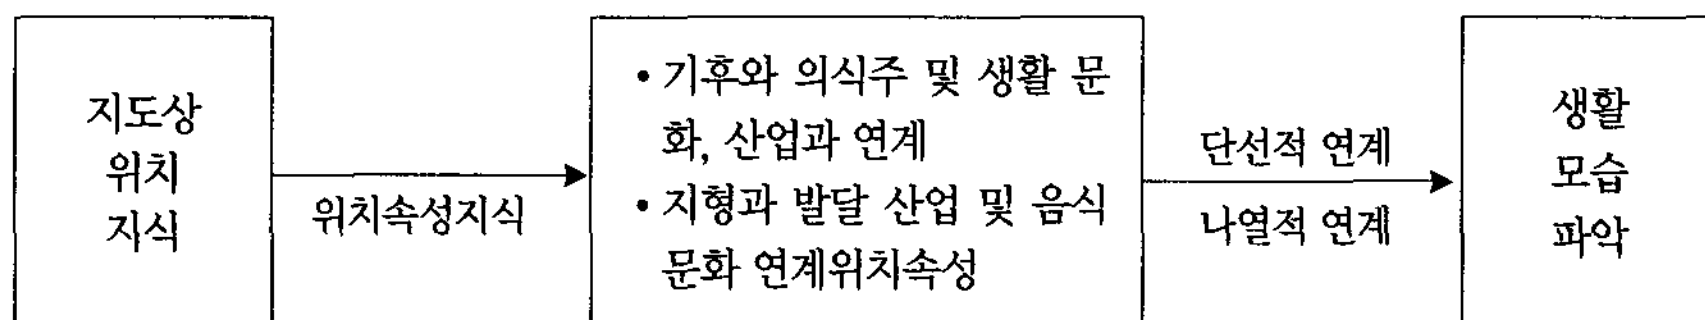 지도상
위치
지식
위치속성지식
• 기후와 의식주 및 생활 문
화, 산업과 연계
• 지형과 발달 산업 및 음식
문화 연계위치속성
단선적 연계
나열적 연계
생활
모습
파악